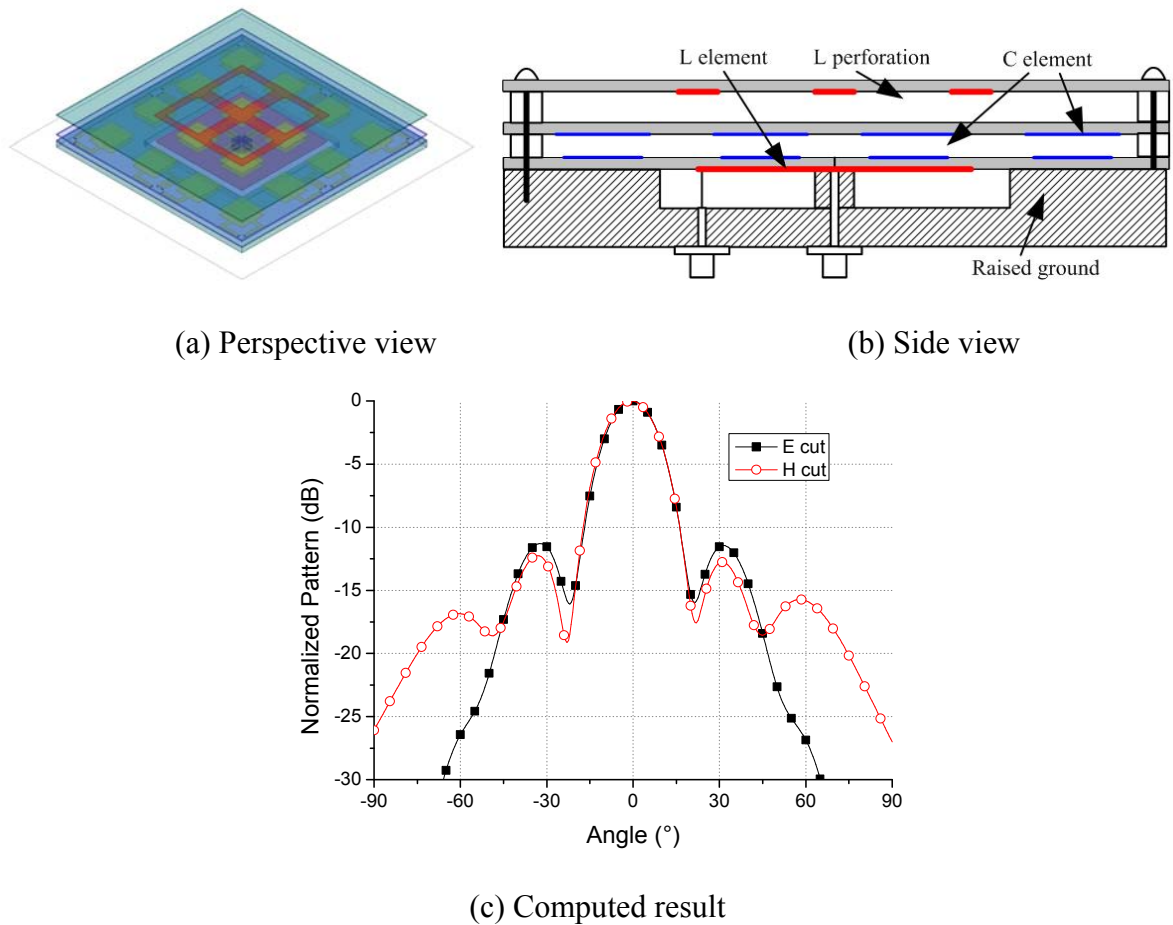 L element
L perforation
C element
Raised ground
(a) Perspective view
(b) Side view
Normalized Pattern (dB)
0
-5
-10
-15
-20
-25
-30
E cut
H cut
-90
-60
-30
0
30
60
90
Angle (°)
(c) Computed result